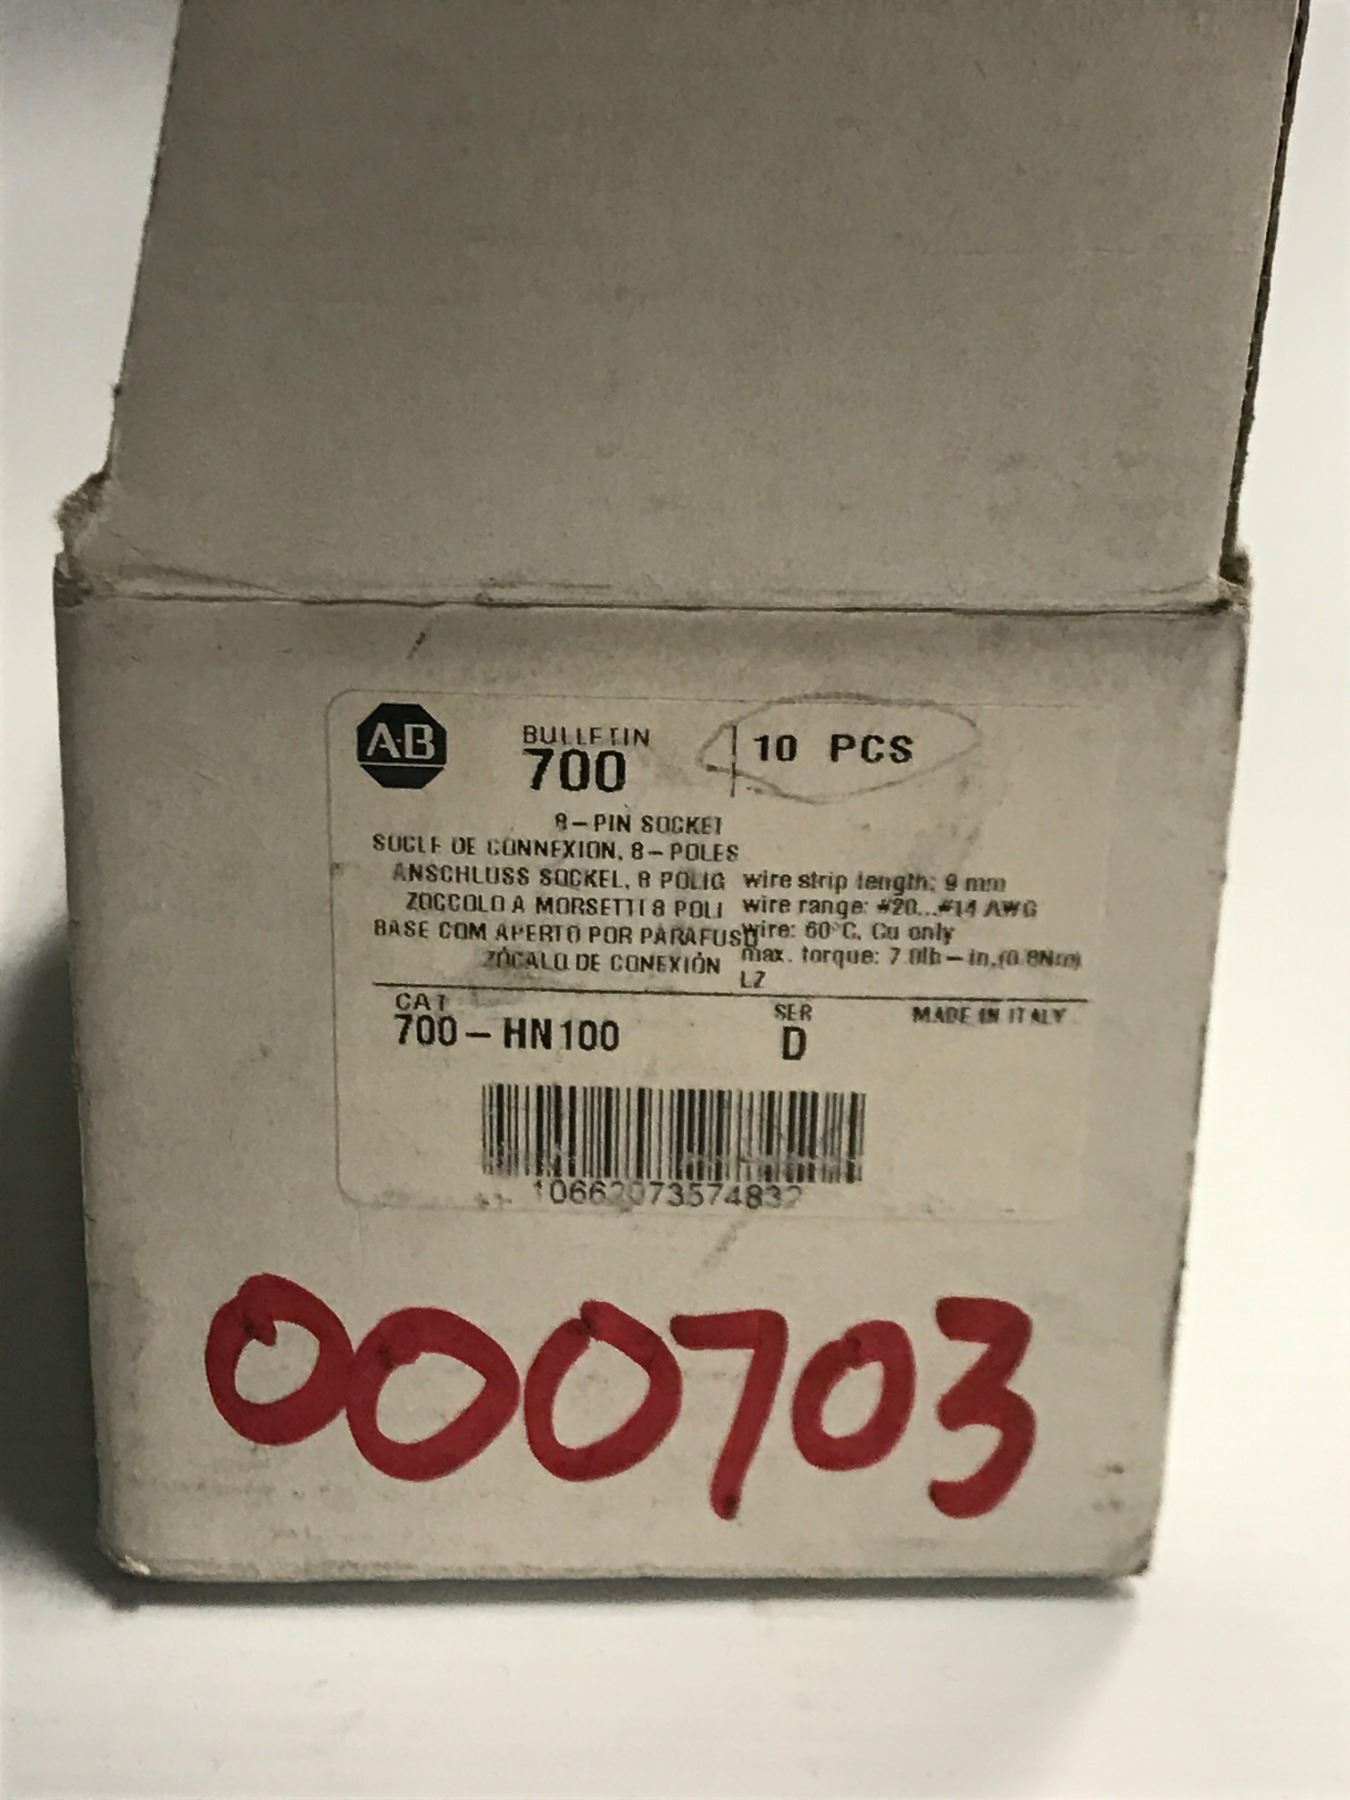 A-B
BULLETIN
700
10 PCS
8-PIN SOCKET
SOCLE DE CONNEXION, 8-POLES
ANSCHLUSS SOCKEL, 8 POLIG
ZOCCOLO A MORSETTI 8 POLI
BASE COM APERTO POR PARAFUSO
ZÓCALO DE CONEXIÓN
wire strip length: 9 mm
wire range: #20...#14 AWG
wire: 60°C, Cu only
max. torque: 7.0lb-in.(0.8Nm)
LZ
CAT
700-HN100
SER
D
MADE IN ITALY
000703